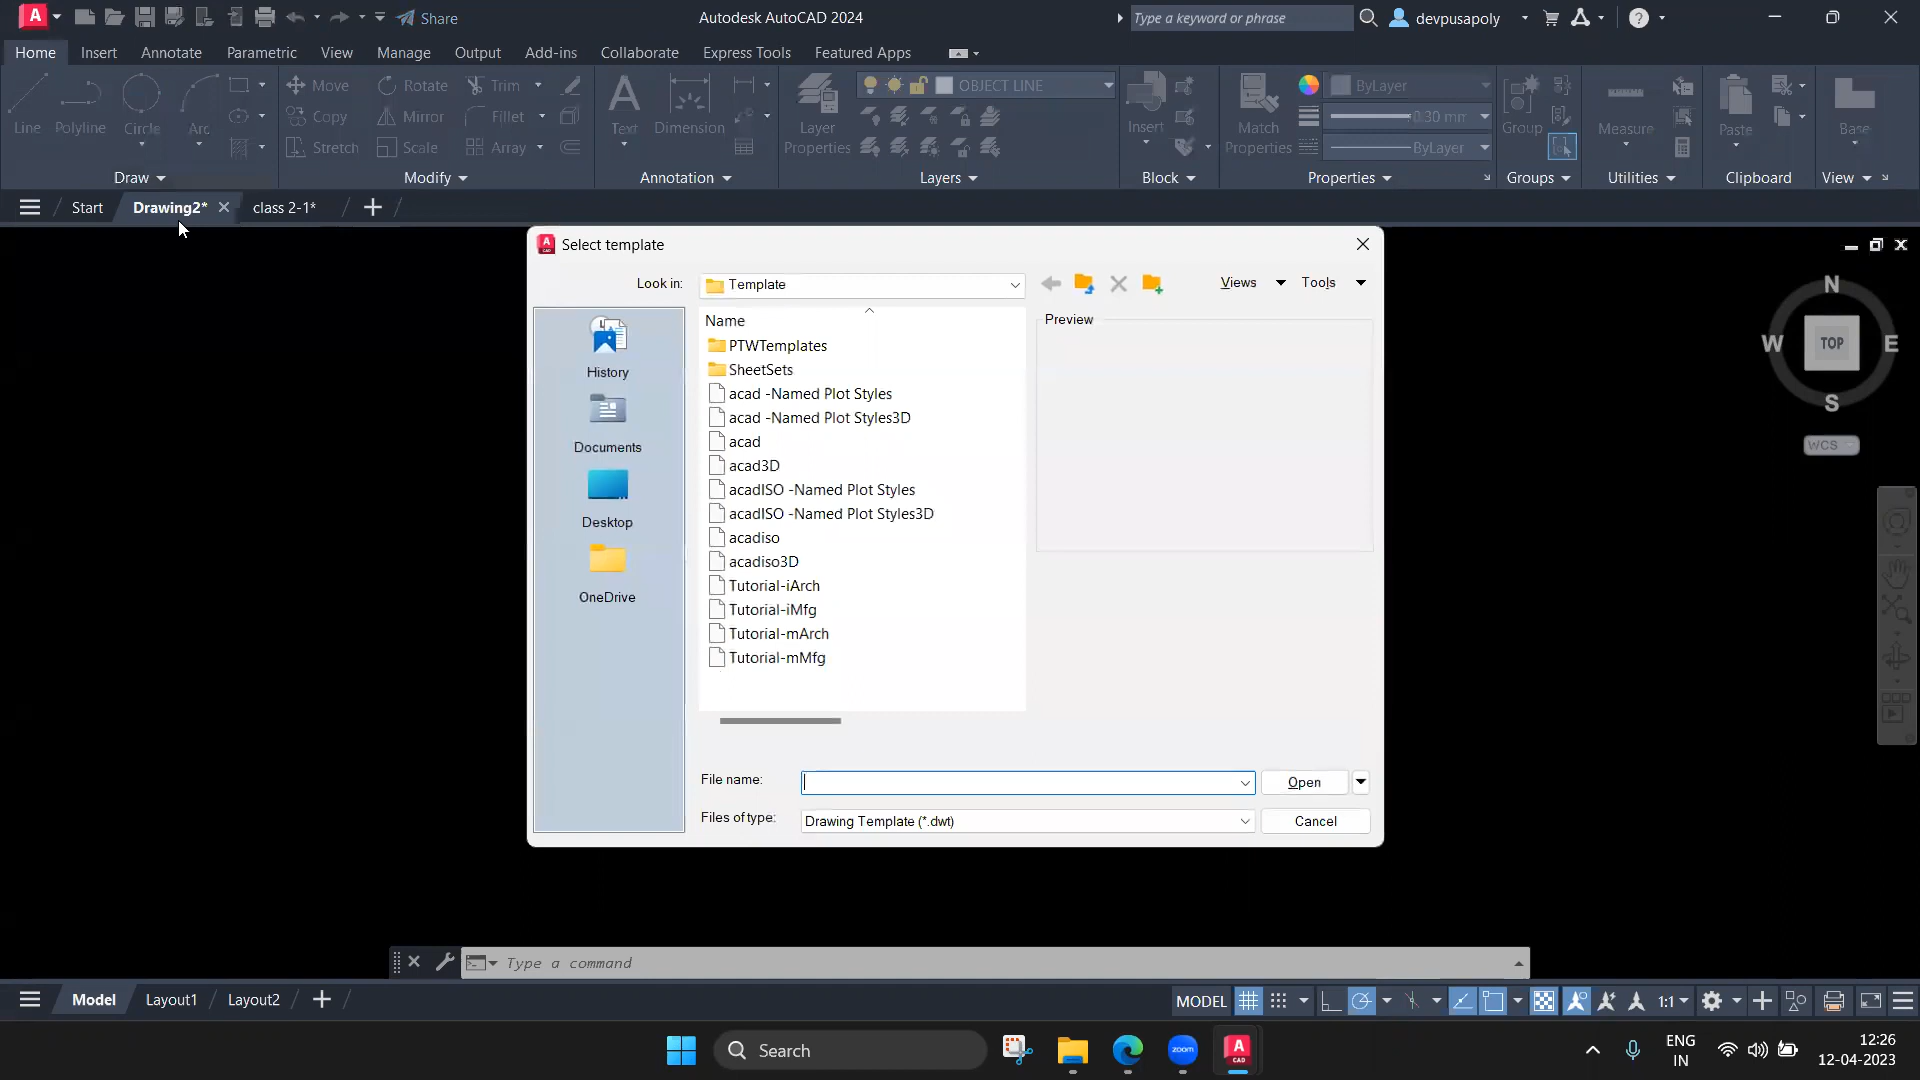 Share
Autodesk AutoCAD 2024
Type a keyword or phrase
devpusapoly
Home Insert Annotate Parametric View Manage Output Add-ins Collaborate Express Tools Featured Apps
Line Polyline Circle Arc
Move Rotate Trim
Copy Mirror Fillet
Stretch Scale Array
Text Dimension
Layer Properties
OBJECT LINE
Insert
Match Properties
ByLayer
0.30 mm
ByLayer
Group
Measure
Paste
Base
Draw Modify Annotation Layers Block Properties Groups Utilities Clipboard View
Start Drawing2* class 2-1*
Select template
Look in: Template Views Tools
Name
Preview
PTWTemplates
SheetSets
acad -Named Plot Styles
acad -Named Plot Styles3D
acad
acad3D
acadISO -Named Plot Styles
acadISO -Named Plot Styles3D
acadiso
acadiso3D
Tutorial-iArch
Tutorial-iMfg
Tutorial-mArch
Tutorial-mMfg
History
Documents
Desktop
OneDrive
File name: Open
Files of type: Drawing Template (*.dwt) Cancel
N
W TOP E
S
WCS
Type a command
Model Layout1 Layout2
MODEL 1:1
Search
zoom
A CAD
ENG
IN
12:26
12-04-2023